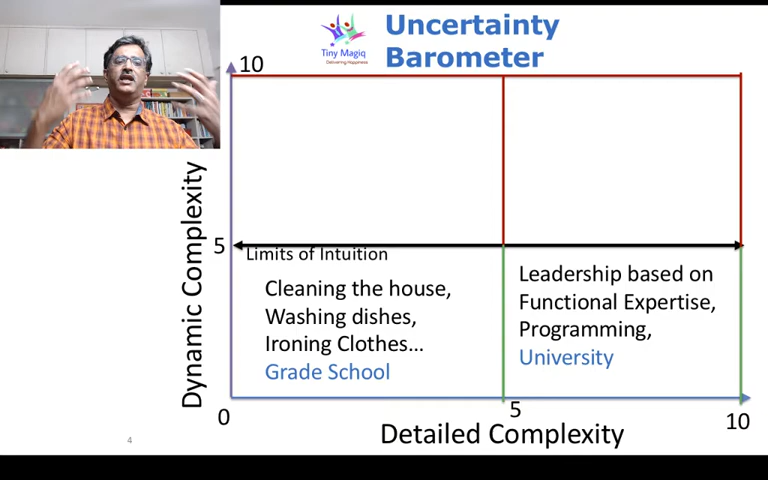 Uncertainty
Barometer
Tiny Magiq
Delivering Happiness
10
Dynamic Complexity
5
Limits of Intuition
Cleaning the house,
Washing dishes,
Ironing Clothes...
Grade School
Leadership based on
Functional Expertise,
Programming,
University
0
5
10
Detailed Complexity
4